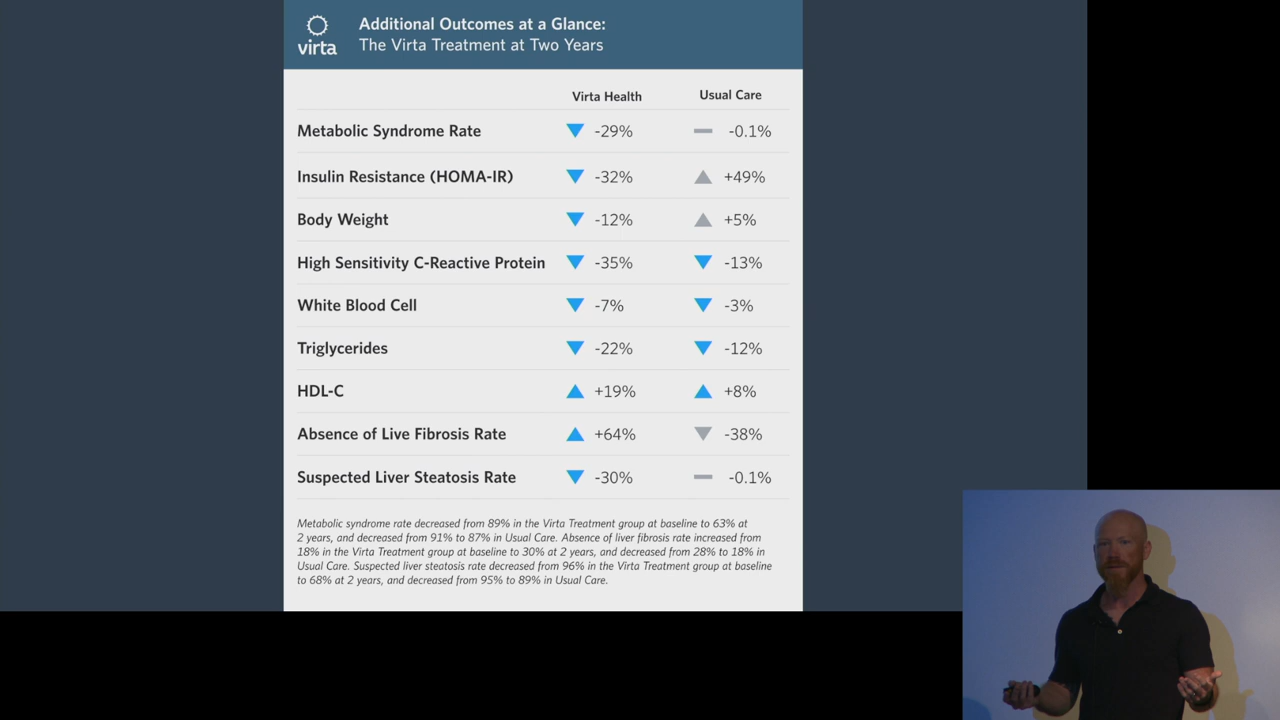 virta
Additional Outcomes at a Glance:
The Virta Treatment at Two Years
Virta Health Usual Care
Metabolic Syndrome Rate -29% -0.1%
Insulin Resistance (HOMA-IR) -32% +49%
Body Weight -12% +5%
High Sensitivity C-Reactive Protein -35% -13%
White Blood Cell -7% -3%
Triglycerides -22% -12%
HDL-C +19% +8%
Absence of Live Fibrosis Rate +64% -38%
Suspected Liver Steatosis Rate -30% -0.1%
Metabolic syndrome rate decreased from 89% in the Virta Treatment group at baseline to 63% at
2 years, and decreased from 91% to 87% in Usual Care. Absence of liver fibrosis rate increased from
18% in the Virta Treatment group at baseline to 30% at 2 years, and decreased from 28% to 18% in
Usual Care. Suspected liver steatosis rate decreased from 96% in the Virta Treatment group at baseline
to 68% at 2 years, and decreased from 95% to 89% in Usual Care.